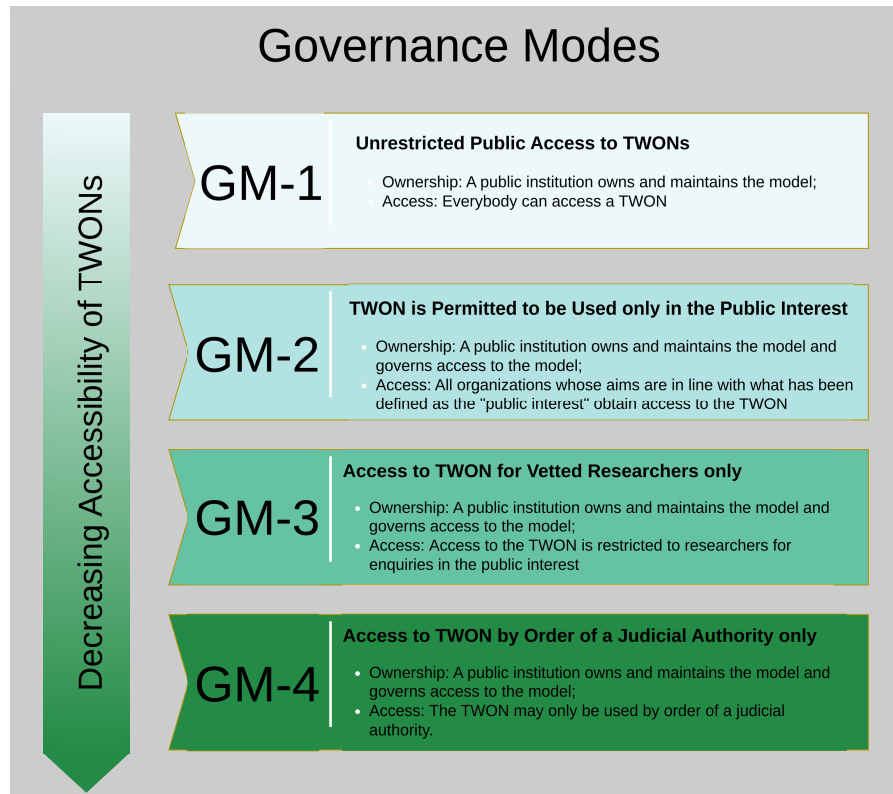 Governance Modes
Decreasing Accessibility of TWONs
GM-1
Unrestricted Public Access to TWONs
Ownership: A public institution owns and maintains the model;
Access: Everybody can access a TWON
GM-2
TWON is Permitted to be Used only in the Public Interest
Ownership: A public institution owns and maintains the model and
governs access to the model;
Access: All organizations whose aims are in line with what has been
defined as the "public interest" obtain access to the TWON
GM-3
Access to TWON for Vetted Researchers only
Ownership: A public institution owns and maintains the model and
governs access to the model;
Access: Access to the TWON is restricted to researchers for
enquiries in the public interest
GM-4
Access to TWON by Order of a Judicial Authority only
Ownership: A public institution owns and maintains the model and
governs access to the model;
Access: The TWON may only be used by order of a judicial
authority.